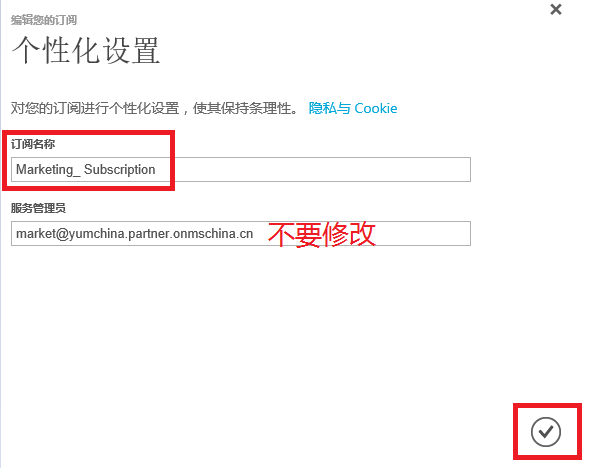 编辑您的订阅
个性化设置
对您的订阅进行个性化设置，使其保持条理性。 隐私与 Cookie
订阅名称
Marketing_ Subscription
服务管理员
market@yumchina.partner.onmschina.cn 不要修改